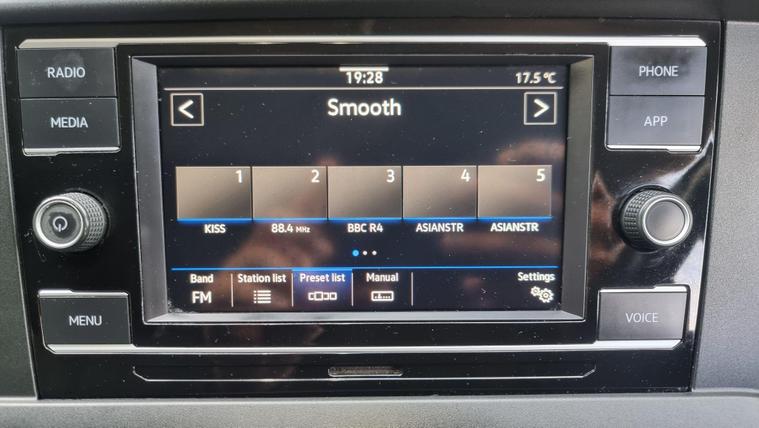 RADIO
MEDIA
MENU
19:28
17.5 °C
<
Smooth
>
1
2
3
4
5
KISS
88.4 MHz
BBC R4
ASIANSTR
ASIANSTR
Band
FM
Station list
Preset list
Manual
Settings
PHONE
APP
VOICE